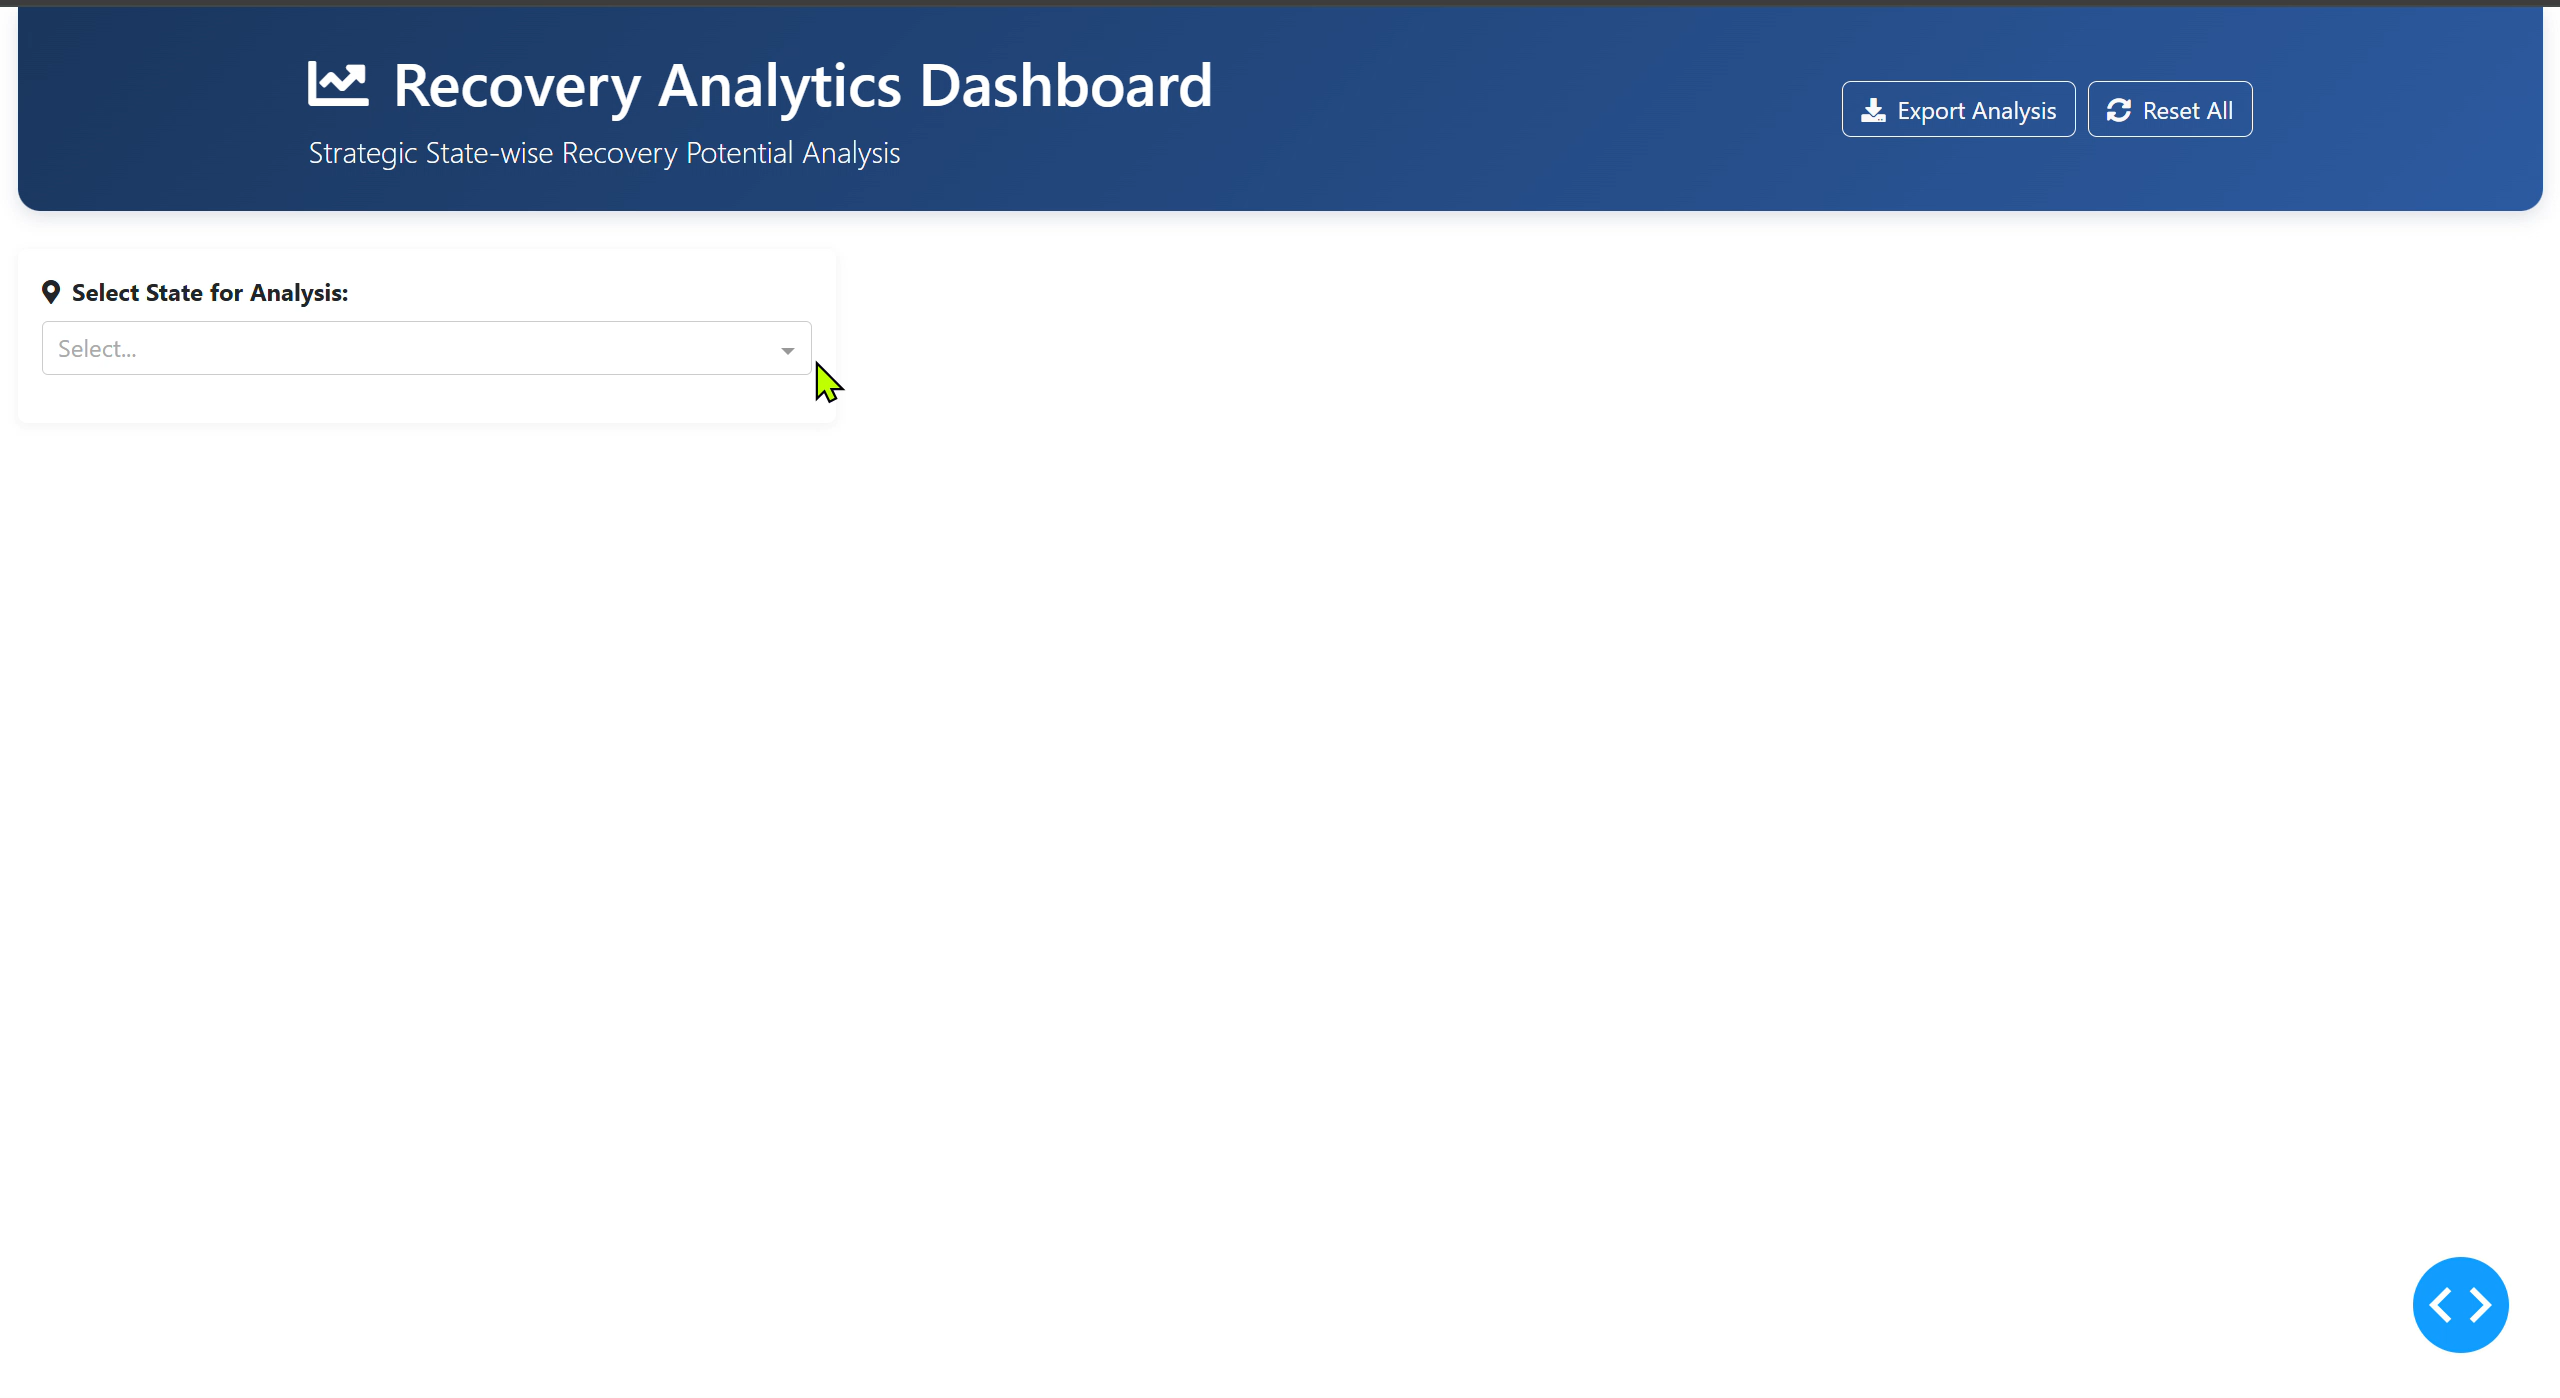 Recovery Analytics Dashboard
Strategic State-wise Recovery Potential Analysis
Export Analysis
Reset All
Select State for Analysis:
Select...